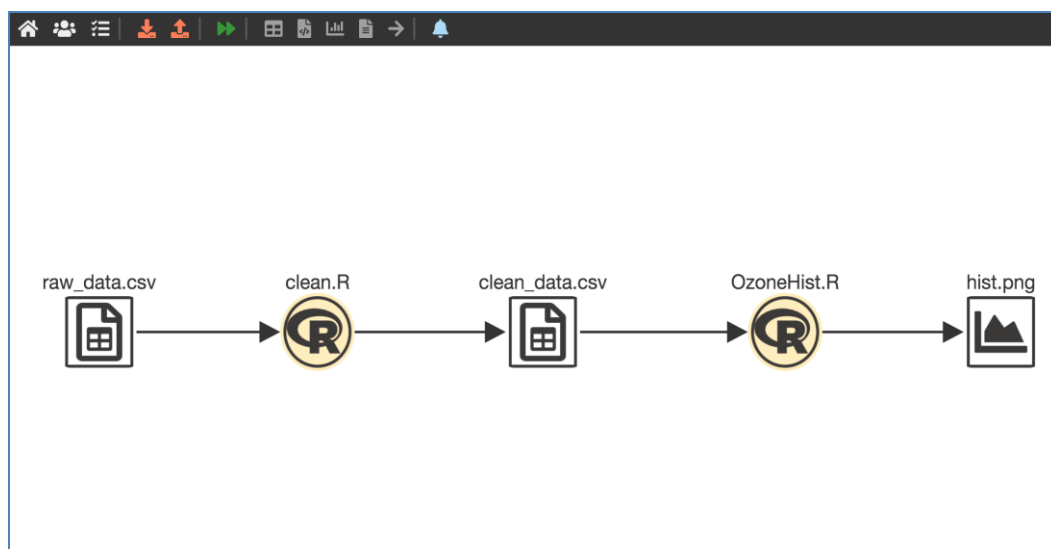 raw_data.csv
clean.R
clean_data.csv
OzoneHist.R
hist.png
R
R